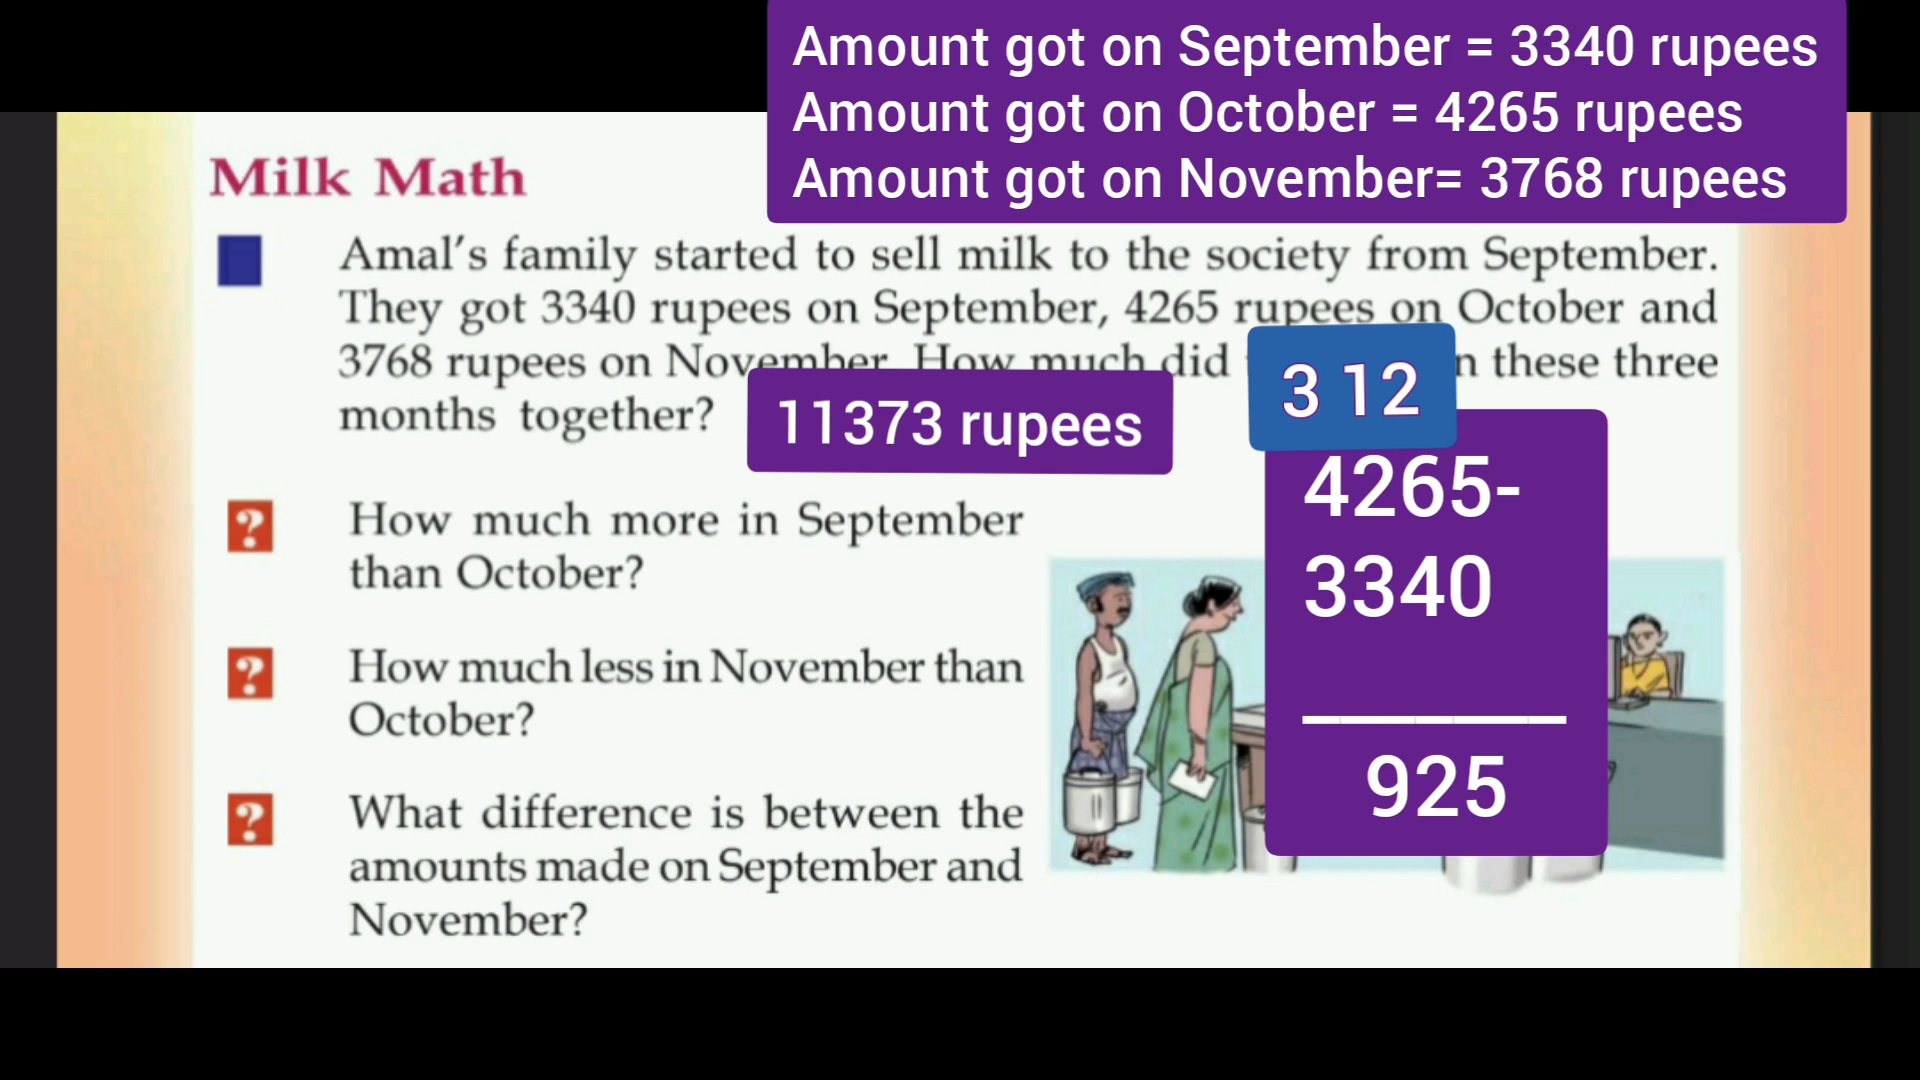 Amount got on September = 3340 rupees
Amount got on October = 4265 rupees
Amount got on November= 3768 rupees
Milk Math
Amal's family started to sell milk to the society from September.
They got 3340 rupees on September, 4265 rupees on October and
3768 rupees on November. How much did n these three
months together?
11373 rupees
3 12
4265-
3340
925
? How much more in September
than October?
? How much less in November than
October?
? What difference is between the
amounts made on September and
November?